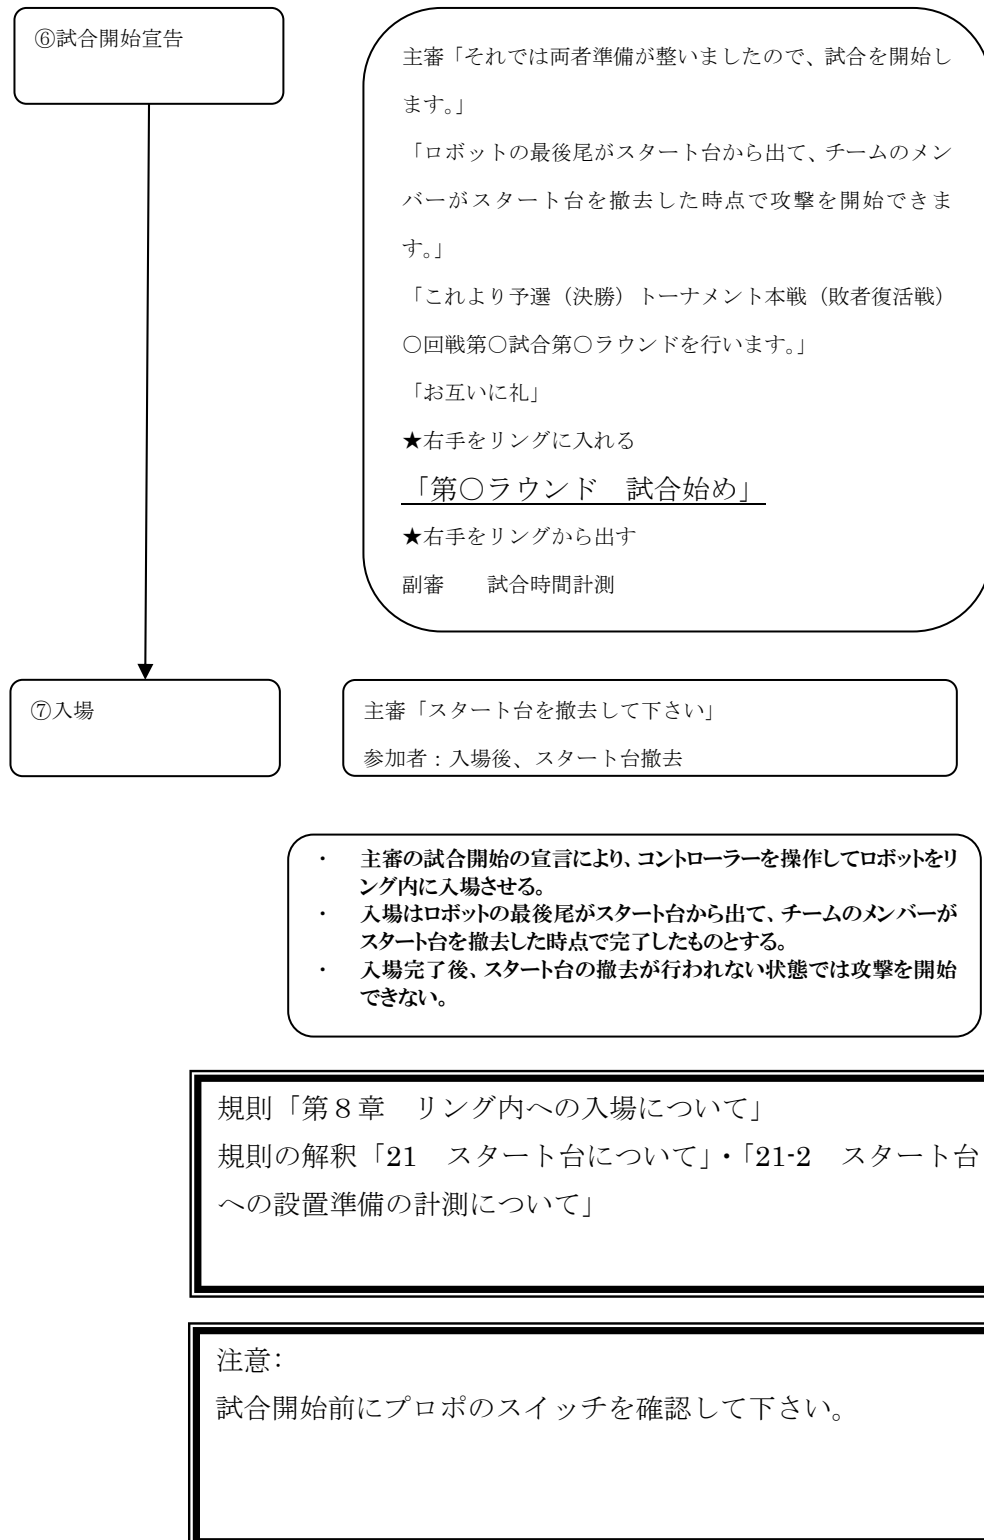 ⑥試合開始宣告
主審「それでは両者準備が整いましたので、試合を開始し
ます。」
「ロボットの最後尾がスタート台から出て、チームのメン
バーがスタート台を撤去した時点で攻撃を開始できま
す。」
「これより予選（決勝）トーナメント本戦（敗者復活戦）
〇回戦第〇試合第〇ラウンドを行います。」
「お互いに礼」
★右手をリングに入れる
「第〇ラウンド　試合始め」
★右手をリングから出す
副審　　試合時間計測
⑦入場
主審「スタート台を撤去して下さい」
参加者：入場後、スタート台撤去
・　主審の試合開始の宣言により、コントローラーを操作してロボットをリ
ング内に入場させる。
・　入場はロボットの最後尾がスタート台から出て、チームのメンバーが
スタート台を撤去した時点で完了したものとする。
・　入場完了後、スタート台の撤去が行われない状態では攻撃を開始
できない。
規則「第８章　リング内への入場について」
規則の解釈「21　スタート台について」・「21-2　スタート台
への設置準備の計測について」
注意：
試合開始前にプロポのスイッチを確認して下さい。